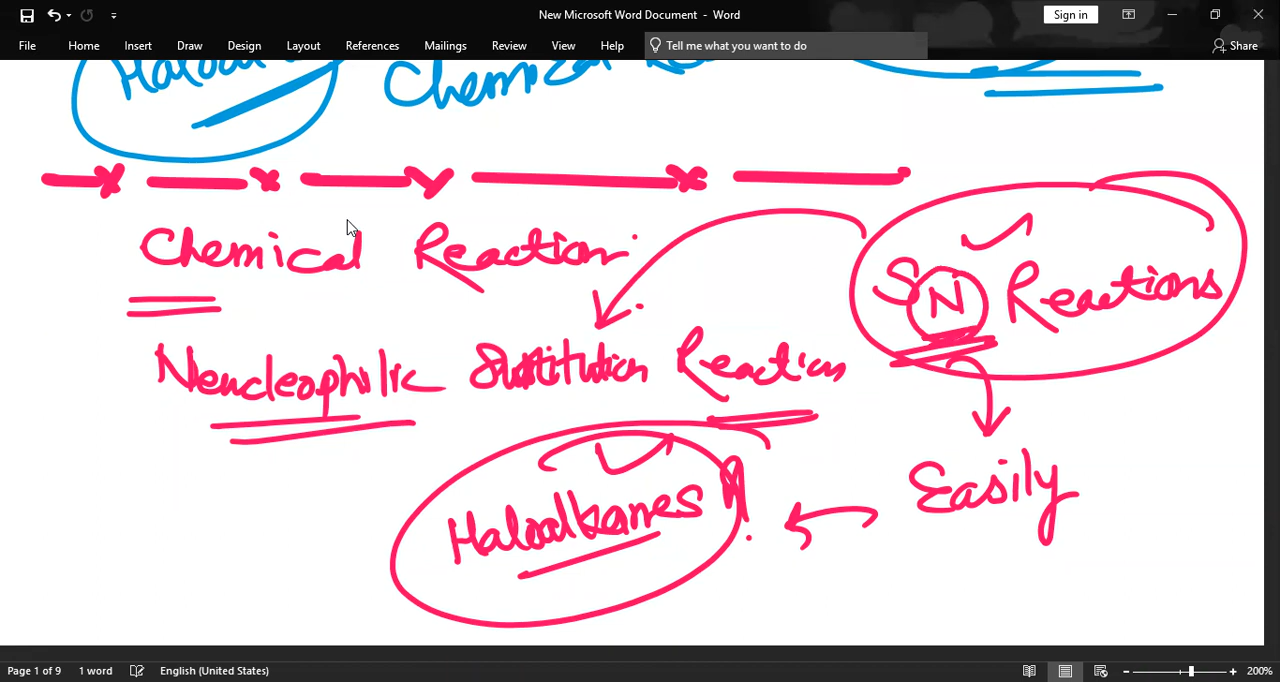 New Microsoft Word Document - Word
Sign in
File Home Insert Draw Design Layout References Mailings Review View Help Tell me what you want to do Share
Chemical
Chemical Reaction
SN Reactions
Neucleophilic Reaction
Easily
Haloalkanes
Page 1 of 9 1 word English (United States) 200%